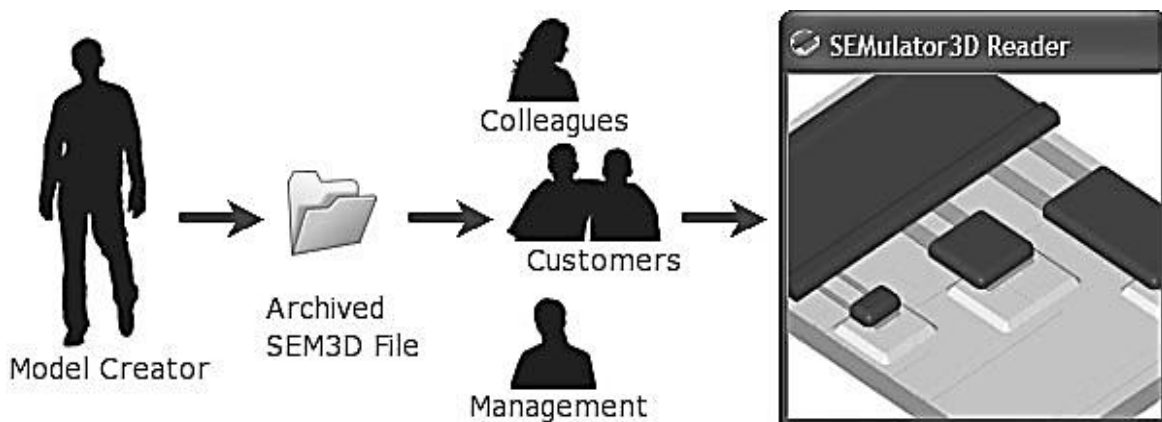 Model Creator
Archived
SEM3D File
Colleagues
Customers
Management
SEMulator3D Reader